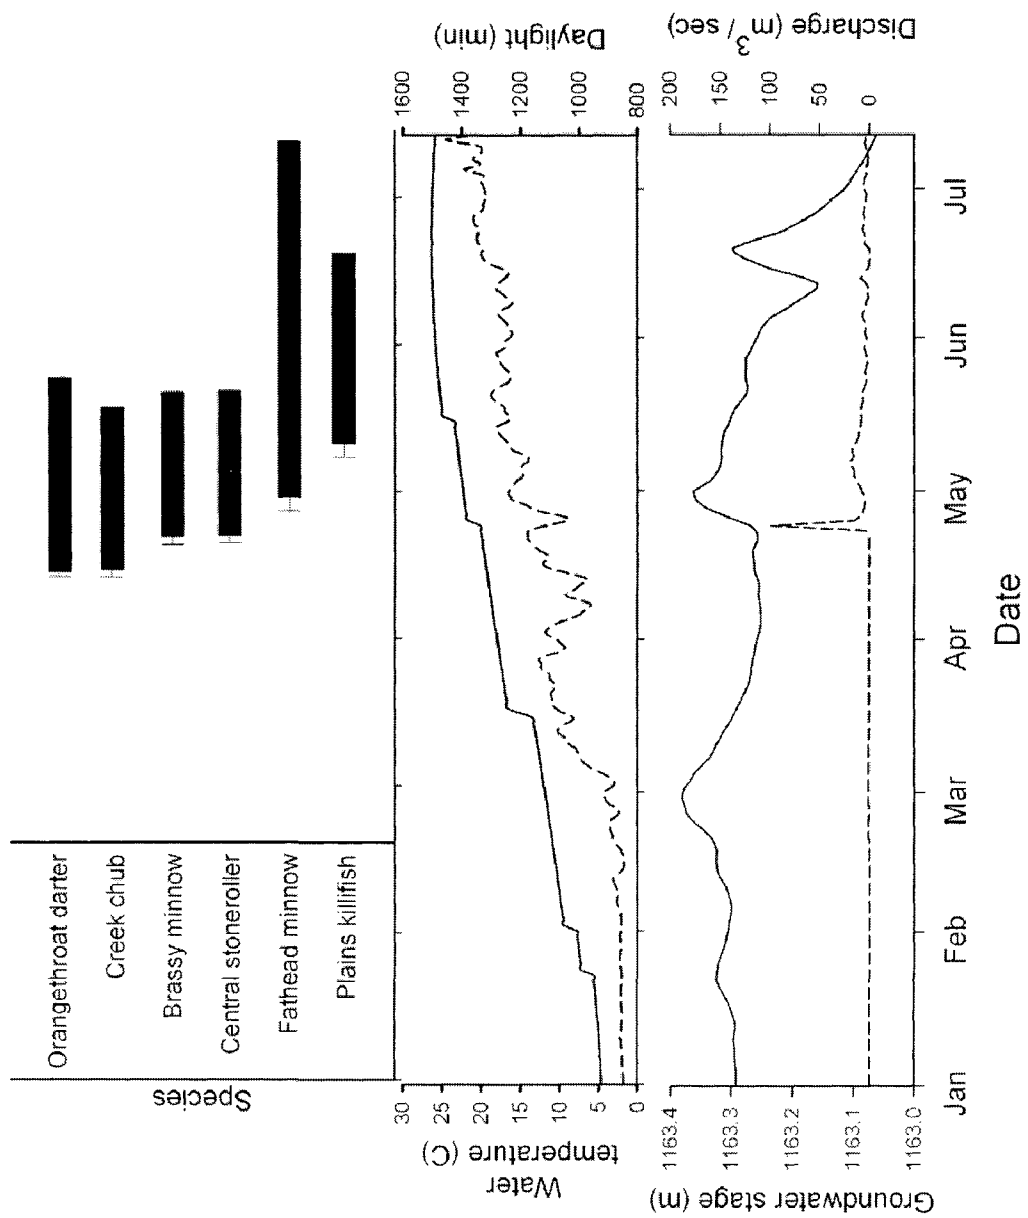 Species
Orangethroat darter
Creek chub
Brassy minnow
Central stoneroller
Fathead minnow
Plains killifish
Water
temperature (C)
30
25
20
15
10
5
0
Daylight (min)
1600
1400
1200
1000
800
Groundwater stage (m)
1163.4
1163.3
1163.2
1163.1
1163.0
Discharge (m³/ sec)
200
150
100
50
0
Jan
Feb
Mar
Apr
May
Jun
Jul
Date